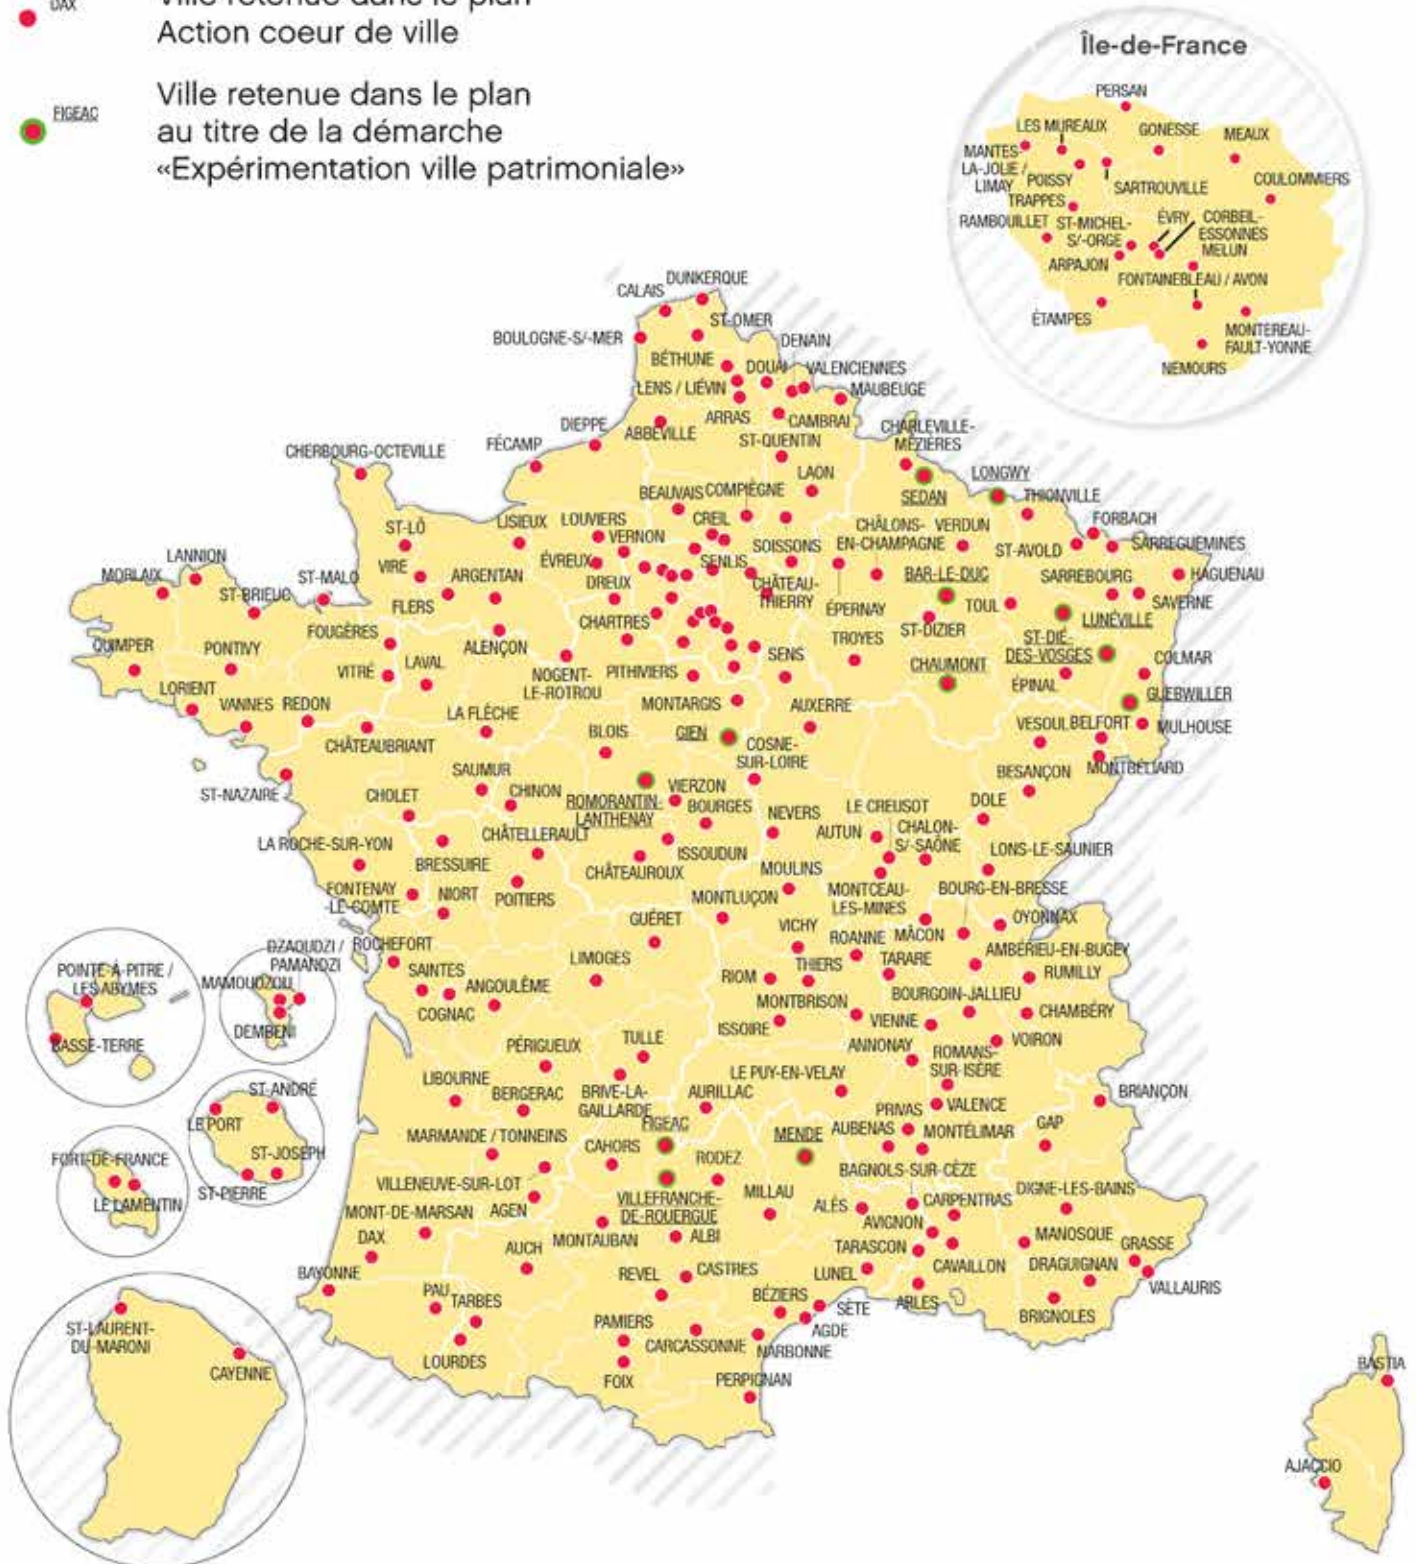 DAX
Ville retenue dans le plan
Action coeur de ville
FIGEAC
Ville retenue dans le plan
au titre de la démarche
«Expérimentation ville patrimoniale»
Île-de-France
PERSAN
LES MUREAUX
GONESSE
MEAUX
MANTES-
LA-JOLIE /
LIMAY
POISSY
SARTROUVILLE
COULOMMIERS
TRAPPES
RAMBOUILLET
ST-MICHEL-
S/-ORGE
ÉVRY
CORBEIL-
ESSONNES
MELUN
ARPAJON
FONTAINEBLEAU / AVON
ÉTAMPES
MONTEREAU-
FAULT-YONNE
NEMOURS
DUNKERQUE
CALAIS
ST-OMER
BOULOGNE-S/-MER
DENAIN
BÉTHUNE
DOUAI
VALENCIENNES
LENS / LIÉVIN
MAUBEUGE
ARRAS
CAMBRAI
DIEPPE
ABBEVILLE
CHARLEVILLE-
MÉZIÈRES
FÉCAMP
ST-QUENTIN
CHERBOURG-OCTEVILLE
LAON
LONGWY
SEDAN
THIONVILLE
BEAUVAIS
COMPIÈGNE
ST-LÔ
LISIEUX
LOUVIERS
CREIL
CHÂLONS-
EN-CHAMPAGNE
VERDUN
FORBACH
VERNON
SOISSONS
ST-AVOLD
SARREGUEMINES
LANNION
VIRE
ÉVREUX
SENLIS
MORLAIX
ST-MALO
ARGENTAN
DREUX
CHÂTEAU-
THIERRY
BAR-LE-DUC
SARREBOURG
HAGUENAU
ST-BRIEUC
FLERS
ÉPERNAY
TOUL
SAVERNE
FOUGÈRES
CHARTRES
TROYES
ST-DIZIER
LUNÉVILLE
QUIMPER
PONTIVY
ALENÇON
ST-DIÉ-
DES-VOSGES
VITRÉ
LAVAL
NOGENT-
LE-ROTROU
PITHIVIERS
SENS
CHAUMONT
COLMAR
LORIENT
ÉPINAL
GUEBWILLER
VANNES
REDON
LA FLÈCHE
MONTARGIS
AUXERRE
CHÂTEAUBRIANT
BLOIS
GIEN
VESOUL
BELFORT
MULHOUSE
COSNE-
SUR-LOIRE
ST-NAZAIRE
SAUMUR
BESANÇON
MONTBÉLIARD
CHOLET
CHINON
ROMORANTIN-
LANTHENAY
VIERZON
BOURGES
NEVERS
LE CREUSOT
DOLE
CHÂTELLERAULT
AUTUN
CHALON-
S/-SAÔNE
LA ROCHE-SUR-YON
BRESSUIRE
ISSOUDUN
LONS-LE-SAUNIER
CHÂTEAUROUX
MOULINS
FONTENAY
-LE-COMTE
NIORT
POITIERS
MONTLUÇON
MONTCEAU-
LES-MINES
BOURG-EN-BRESSE
GUÉRET
VICHY
OYONNAX
ROCHEFORT
ROANNE
MÂCON
AMBÉRIEU-EN-BUGEY
SAINTES
LIMOGES
THIERS
TARARE
RUMILLY
ANGOULÊME
RIOM
COGNAC
MONTBRISON
BOURGOIN-JALLIEU
CHAMBÉRY
ISSOIRE
VIENNE
VOIRON
PÉRIGUEUX
TULLE
ANNONAY
ROMANS-
SUR-ISÈRE
LIBOURNE
LE PUY-EN-VELAY
BERGERAC
BRIVE-LA-
GAILLARDE
AURILLAC
BRIANÇON
FIGEAC
PRIVAS
VALENCE
MARMANDE / TONNEINS
CAHORS
MENDE
AUBENAS
MONTÉLIMAR
GAP
RODEZ
BAGNOLS-SUR-CÈZE
VILLENEUVE-SUR-LOT
VILLEFRANCHE-
DE-ROUERGUE
MILLAU
DIGNE-LES-BAINS
MONT-DE-MARSAN
AGEN
ALÈS
CARPENTRAS
DAX
MONTAUBAN
ALBI
AVIGNON
MANOSQUE
AUCH
TARASCON
GRASSE
BAYONNE
REVEL
CASTRES
LUNEL
CAVAILLON
DRAGUIGNAN
VALLAURIS
PAU
TARBES
BÉZIERS
SÈTE
ARLES
BRIGNOLES
PAMIERS
CARCASSONNE
AGDE
NARBONNE
LOURDES
FOIX
PERPIGNAN
BASTIA
AJACCIO
POINTE-À-PITRE /
LES ABYMES
BASSE-TERRE
DZAOUDZI /
PAMANDZI
MAMOUDZOU
DEMBENI
ST-ANDRÉ
LE PORT
ST-JOSEPH
ST-PIERRE
FORT-DE-FRANCE
LE LAMENTIN
ST-LAURENT-
DU-MARONI
CAYENNE